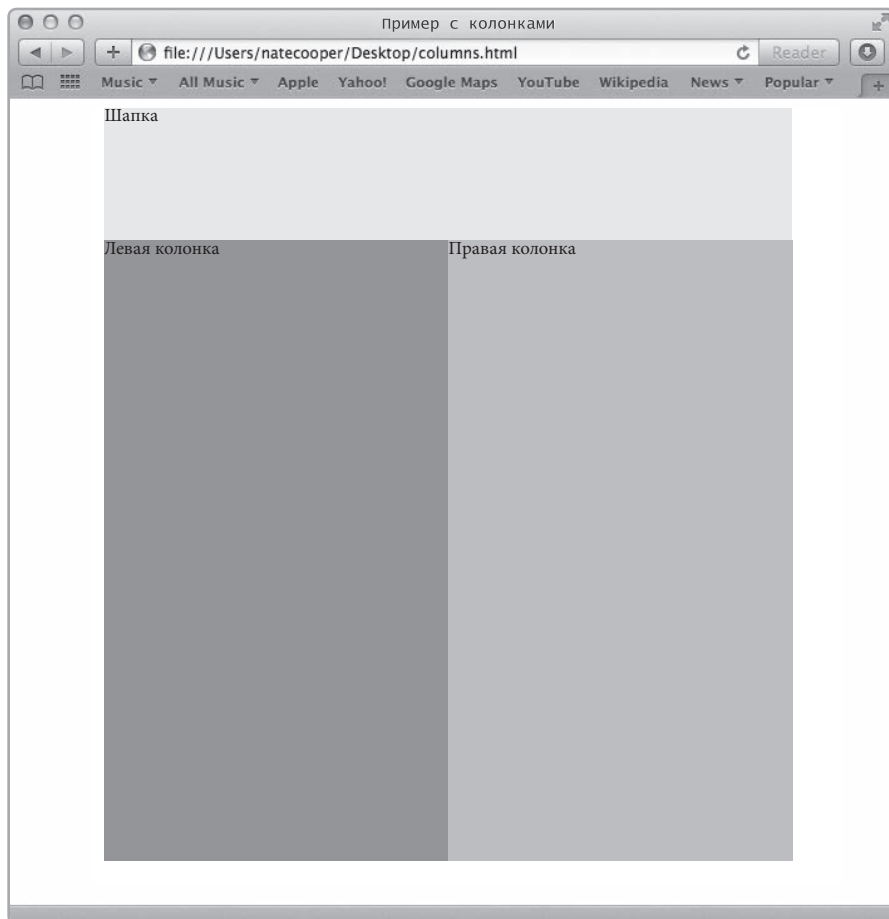 Пример с колонками
file:///Users/natecooper/Desktop/columns.html Reader
Music All Music Apple Yahoo! Google Maps YouTube Wikipedia News Popular
Шапка
Левая колонка Правая колонка